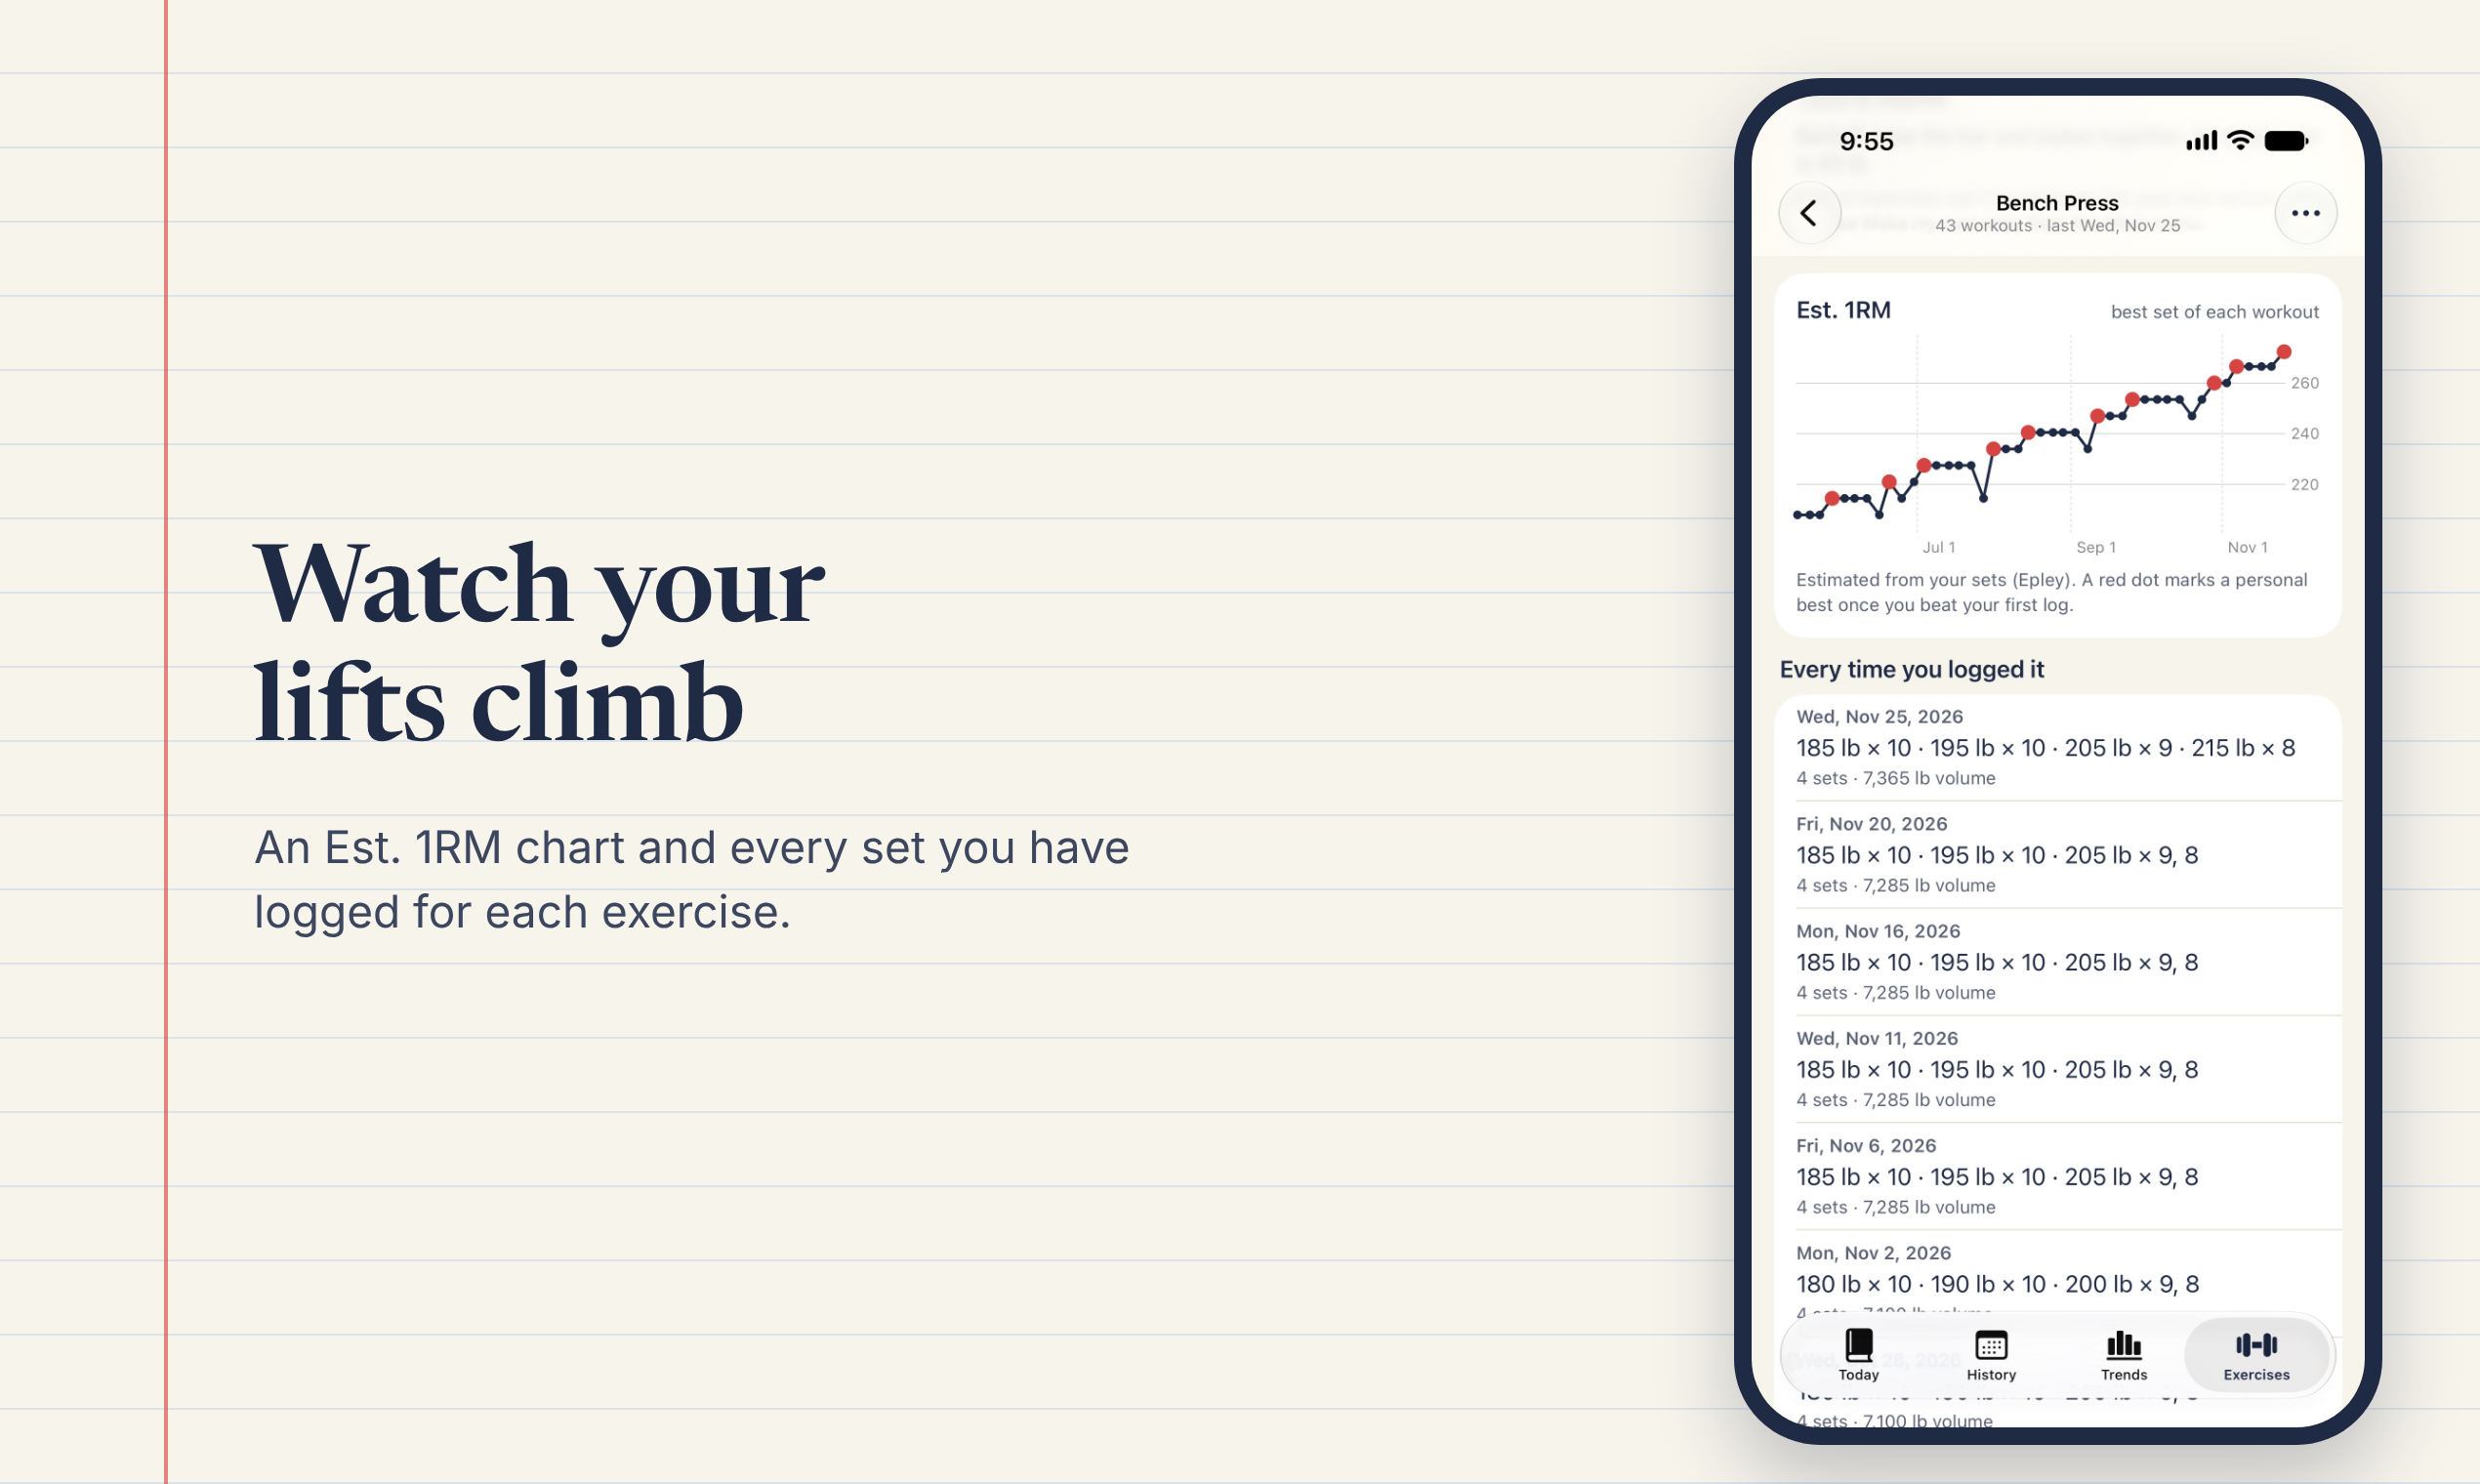 Watch your
lifts climb
An Est. 1RM chart and every set you have
logged for each exercise.
9:55
Bench Press
43 workouts · last Wed, Nov 25
Est. 1RM
best set of each workout
260
240
220
Jul 1
Sep 1
Nov 1
Estimated from your sets (Epley). A red dot marks a personal
best once you beat your first log.
Every time you logged it
Wed, Nov 25, 2026
185 lb × 10 · 195 lb × 10 · 205 lb × 9 · 215 lb × 8
4 sets · 7,365 lb volume
Fri, Nov 20, 2026
185 lb × 10 · 195 lb × 10 · 205 lb × 9, 8
4 sets · 7,285 lb volume
Mon, Nov 16, 2026
185 lb × 10 · 195 lb × 10 · 205 lb × 9, 8
4 sets · 7,285 lb volume
Wed, Nov 11, 2026
185 lb × 10 · 195 lb × 10 · 205 lb × 9, 8
4 sets · 7,285 lb volume
Fri, Nov 6, 2026
185 lb × 10 · 195 lb × 10 · 205 lb × 9, 8
4 sets · 7,285 lb volume
Mon, Nov 2, 2026
180 lb × 10 · 190 lb × 10 · 200 lb × 9, 8
Today
History
Trends
Exercises
4 sets · 7,100 lb volume